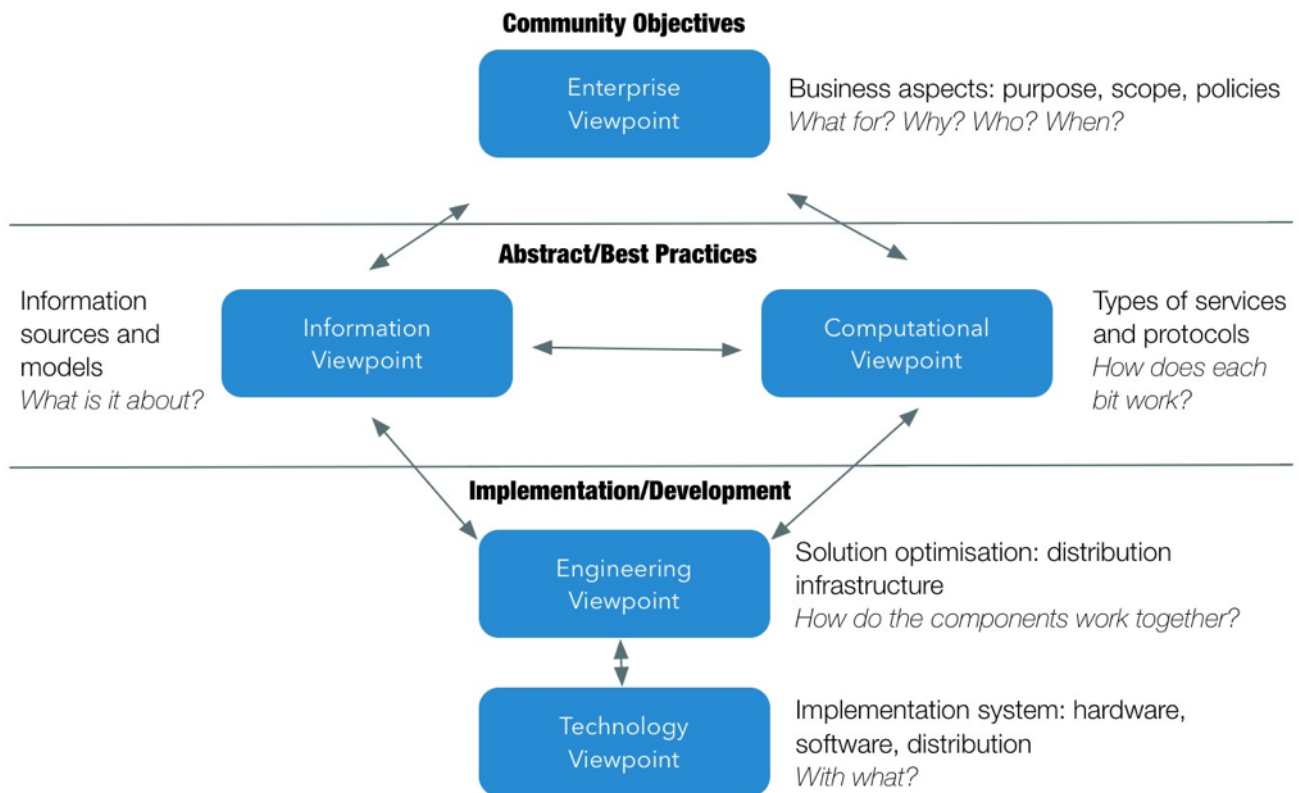 Community Objectives
Enterprise
Viewpoint
Business aspects: purpose, scope, policies
What for? Why? Who? When?
Abstract/Best Practices
Information
sources and
models
What is it about?
Information
Viewpoint
Computational
Viewpoint
Types of services
and protocols
How does each
bit work?
Implementation/Development
Engineering
Viewpoint
Solution optimisation: distribution
infrastructure
How do the components work together?
Technology
Viewpoint
Implementation system: hardware,
software, distribution
With what?